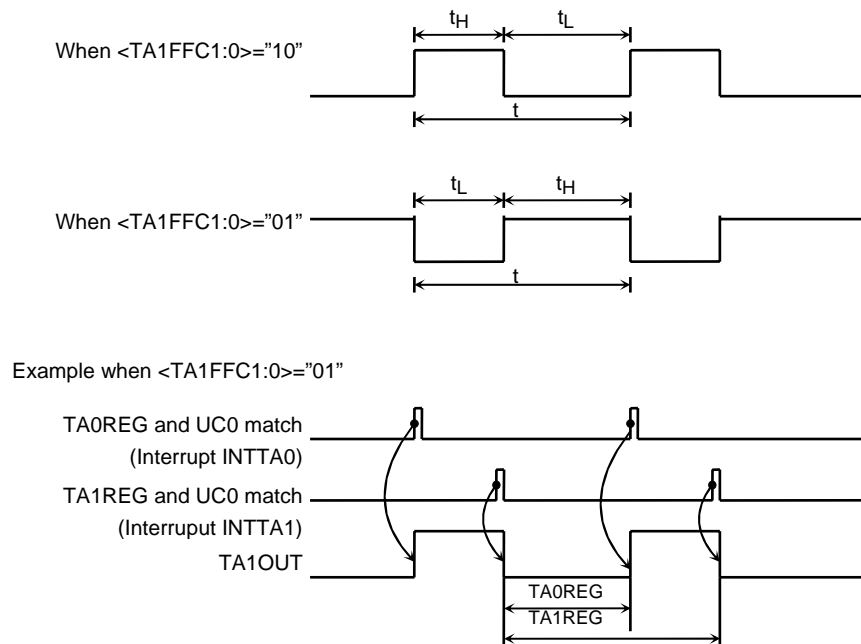 tH tL
When <TA1FFC1:0>=”10”
t
tL tH
When <TA1FFC1:0>=”01”
t
Example when <TA1FFC1:0>=”01”
TA0REG and UC0 match
(Interrupt INTTA0)
TA1REG and UC0 match
(Interruput INTTA1)
TA1OUT
TA0REG
TA1REG